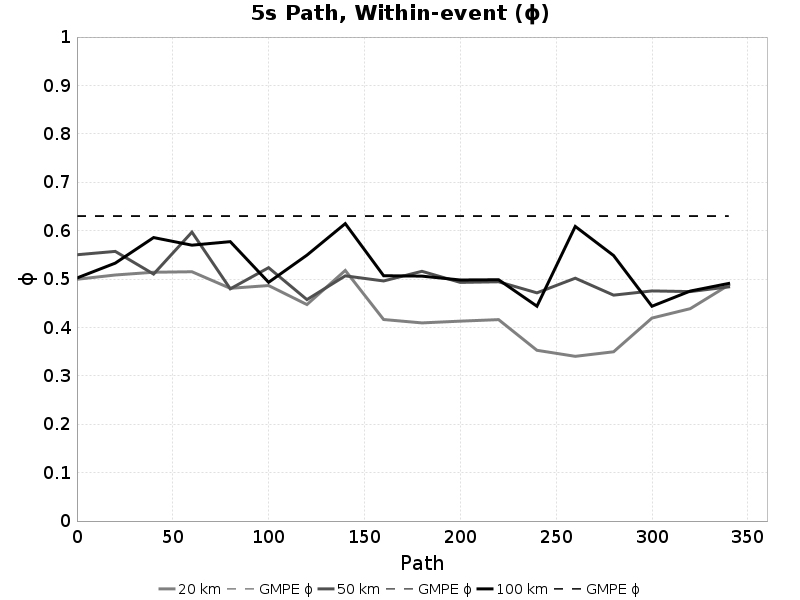 5s Path, Within-event (ϕ)
1
0.9
0.8
0.7
0.6
0.5
0.4
0.3
0.2
0.1
0
ϕ
0 50 100 150 200 250 300 350
Path
20 km GMPE ϕ 50 km GMPE ϕ 100 km GMPE ϕ